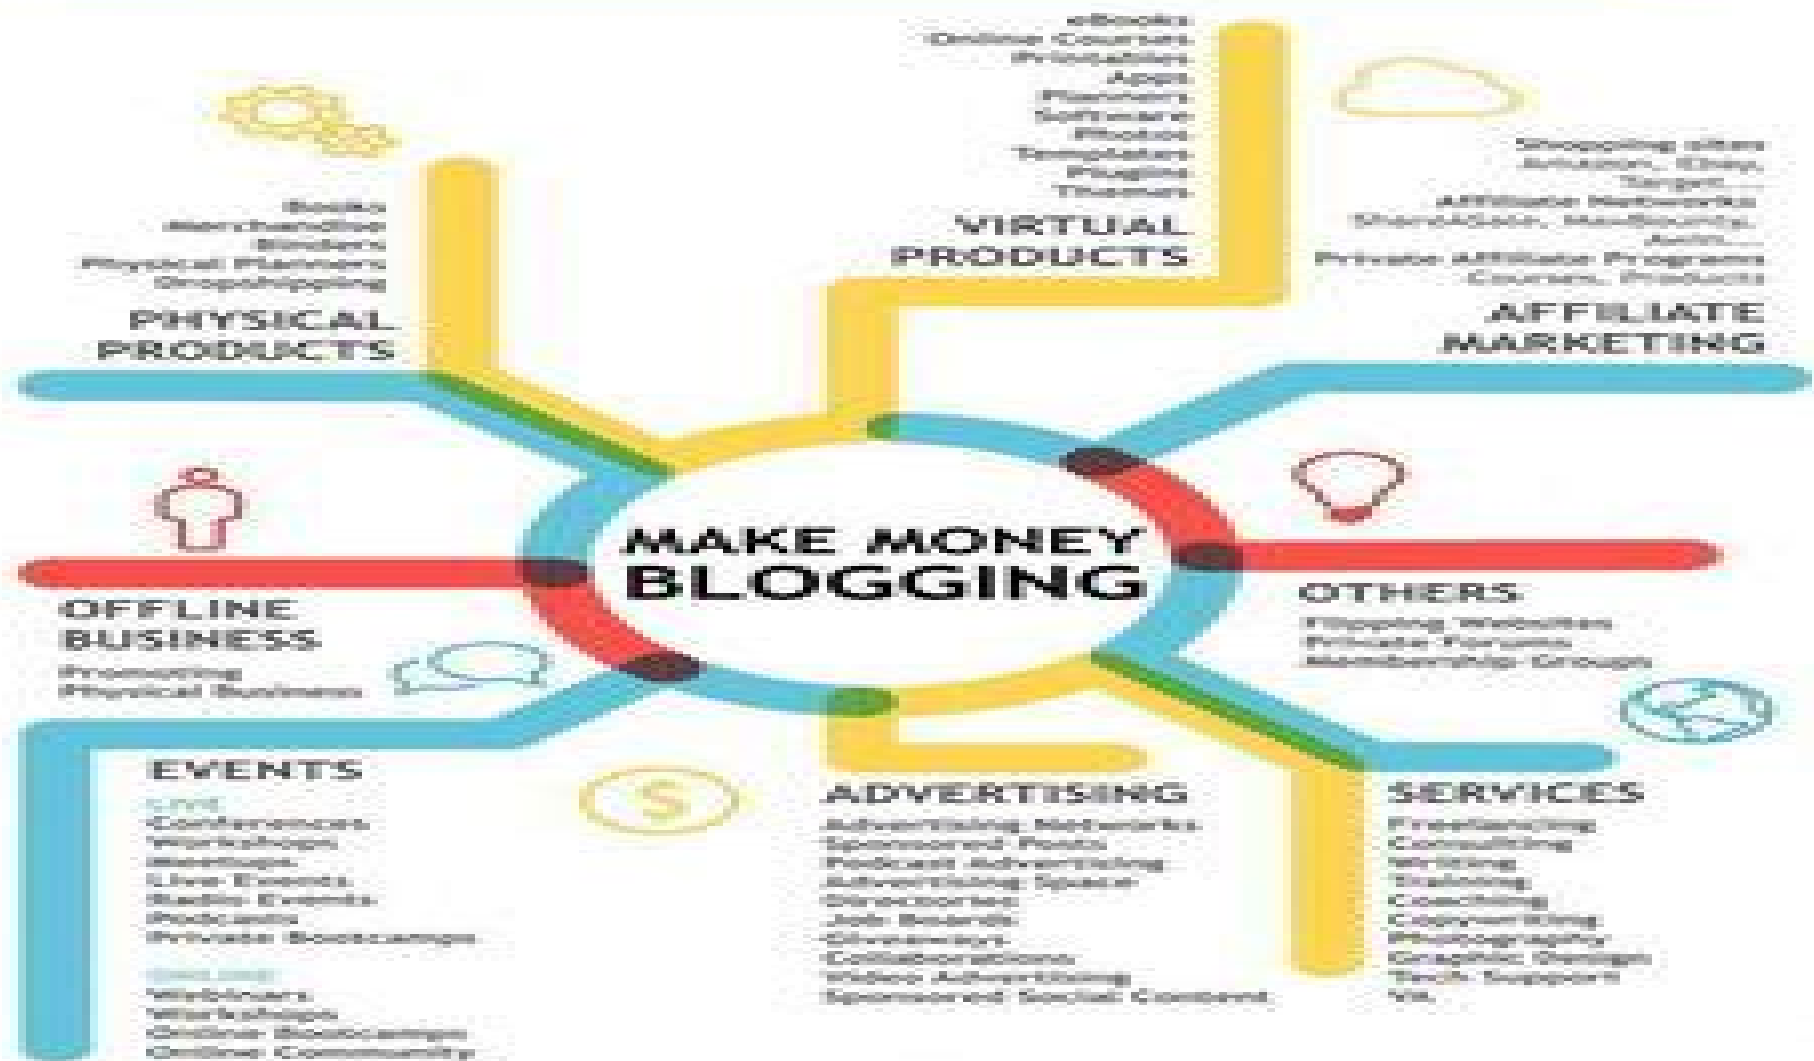 MAKE MONEY
BLOGGING
Books
Merchandise
Binders
Physical Planners
Dropshipping
PHYSICAL
PRODUCTS
eBooks
Online Courses
Printables
Apps
Planners
Software
Photos
Templates
Plugins
Themes
VIRTUAL
PRODUCTS
Shopping sites
Amazon, Ebay,
Target...
Affiliate Networks
ShareASale, MaxBounty,
Private Affiliate Programs
Courses, Products
AFFILIATE
MARKETING
OTHERS
Flipping Websites
Private Forums
Membership Groups
SERVICES
Freelancing
Consulting
Writing
Training
Coaching
Copywriting
Photography
Graphic Design
Tech Support
VA
ADVERTISING
Advertising Networks
Sponsored Posts
Podcast Advertising
Advertising Space
Directories
Job Boards
Giveaways
Collaborations
Video Advertising
Sponsored Social Content
$
EVENTS
Conferences
Workshops
Meetups
Live Events
Radio Events
Podcasts
Private Bootcamps
Webinars
Workshops
Online Bootcamps
Online Community
OFFLINE
BUSINESS
Promoting
Physical Business